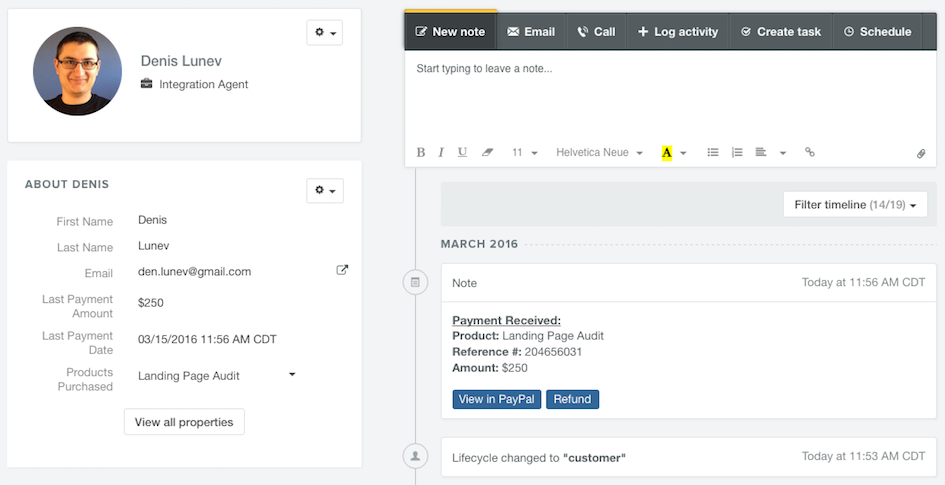 Denis Lunev
Integration Agent
ABOUT DENIS
First Name Denis
Last Name Lunev
Email den.lunev@gmail.com
Last Payment
Amount
$250
Last Payment
Date
03/15/2016 11:56 AM CDT
Products
Purchased
Landing Page Audit
View all properties
New note Email Call Log activity Create task Schedule
Start typing to leave a note...
B I U 11 Helvetica Neue A
Filter timeline (14/19)
MARCH 2016
Note Today at 11:56 AM CDT
Payment Received:
Product: Landing Page Audit
Reference #: 204656031
Amount: $250
View in PayPal Refund
Lifecycle changed to "customer" Today at 11:53 AM CDT